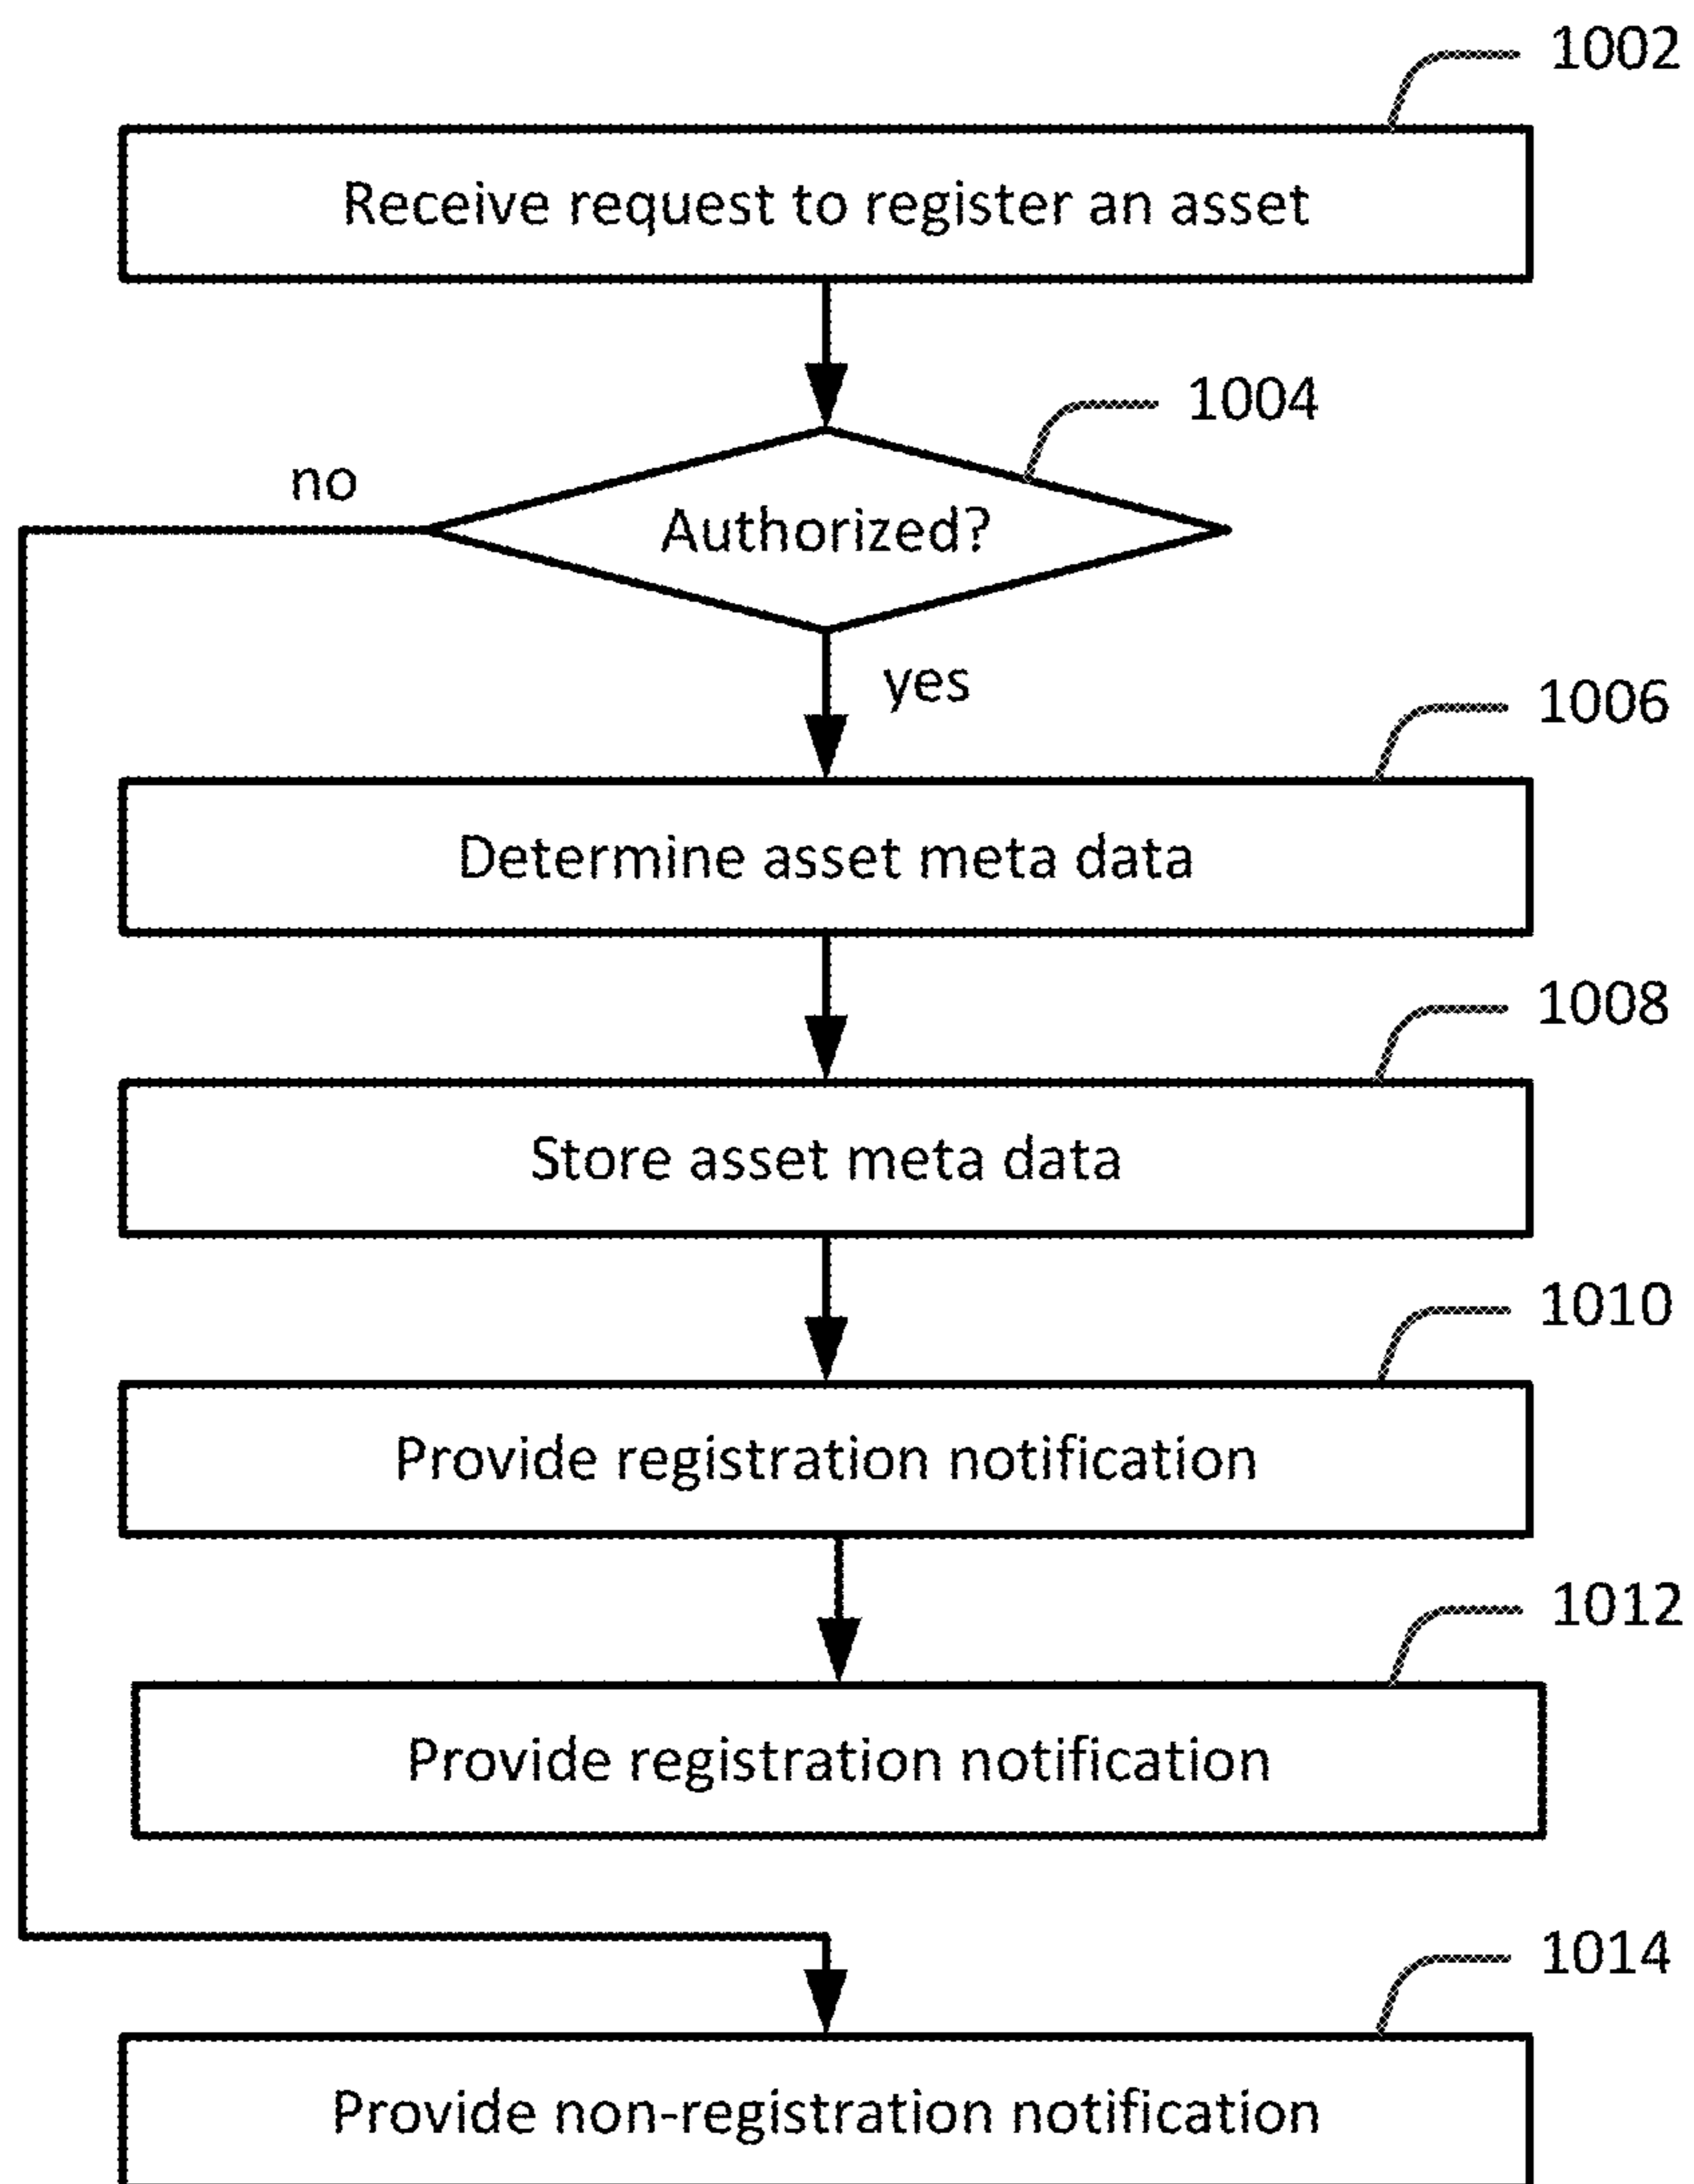 1002
Receive request to register an asset
1004
no
Authorized?
yes
1006
Determine asset meta data
1008
Store asset meta data
1010
Provide registration notification
1012
Provide registration notification
1014
Provide non-registration notification